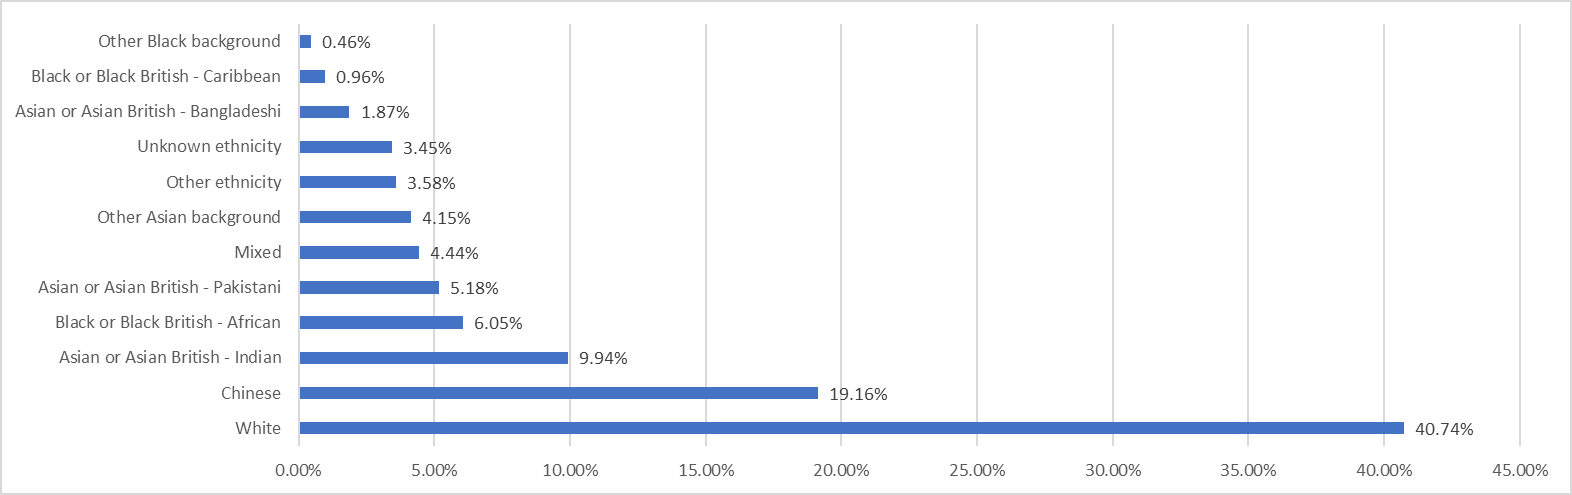 Other Black background 0.46%
Black or Black British - Caribbean 0.96%
Asian or Asian British - Bangladeshi 1.87%
Unknown ethnicity 3.45%
Other ethnicity 3.58%
Other Asian background 4.15%
Mixed 4.44%
Asian or Asian British - Pakistani 5.18%
Black or Black British - African 6.05%
Asian or Asian British - Indian 9.94%
Chinese 19.16%
White 40.74%
0.00% 5.00% 10.00% 15.00% 20.00% 25.00% 30.00% 35.00% 40.00% 45.00%